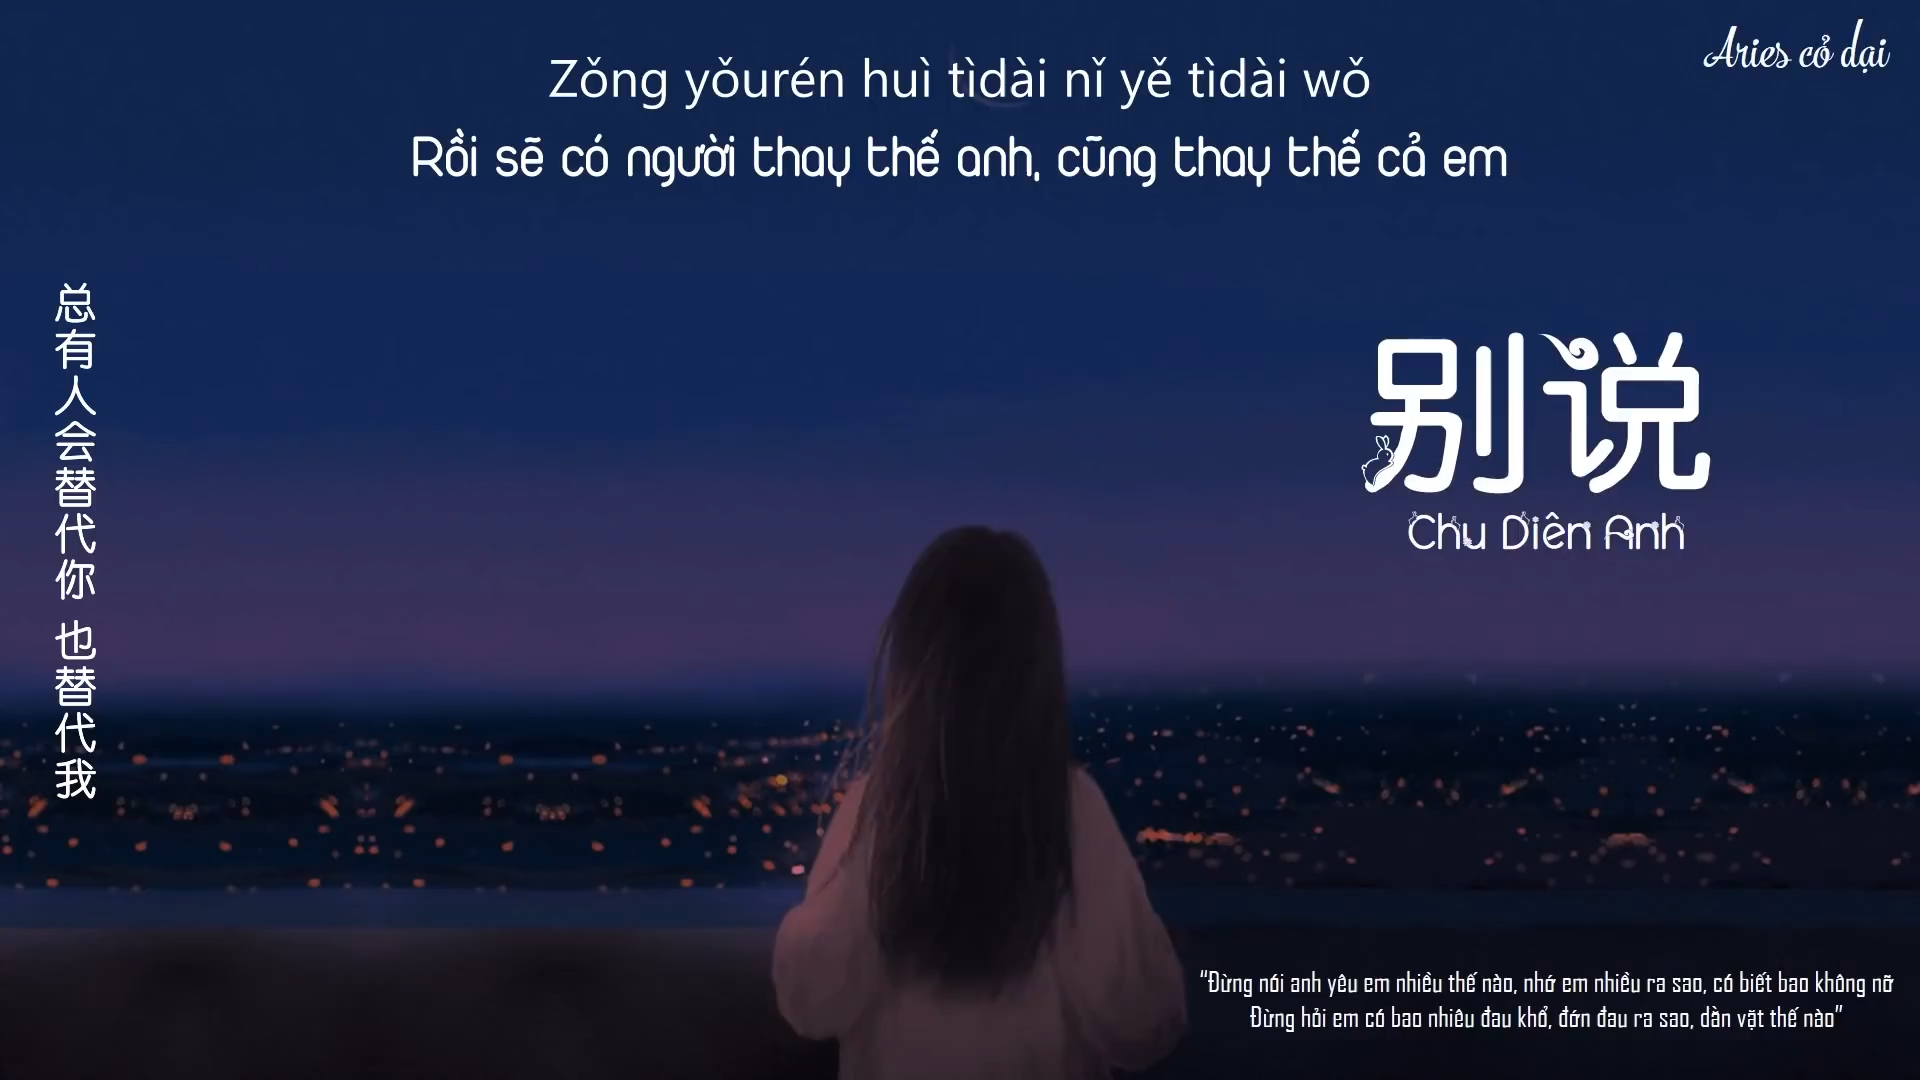 Aries cỏ dại
Zǒng yǒurén huì tìdài nǐ yě tìdài wǒ
Rồi sẽ có người thay thế anh, cũng thay thế cả em
总有人会替代你 也替代我
别说
Chu Diên Anh
“Đừng nói anh yêu em nhiều thế nào, nhớ em nhiều ra sao, có biết bao không nỡ
Đừng hỏi em có bao nhiêu đau khổ, đớn đau ra sao, dằn vặt thế nào”